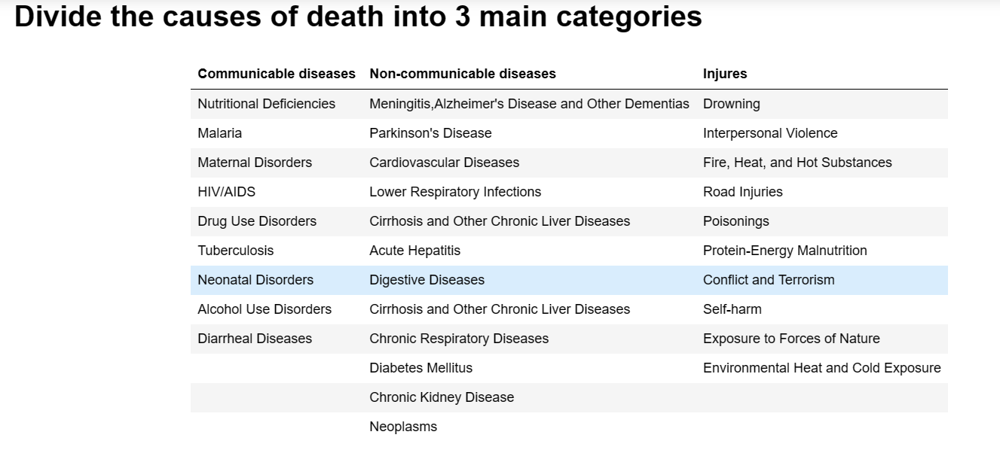 Divide the causes of death into 3 main categories
Communicable diseases Non-communicable diseases Injures
Nutritional Deficiencies Meningitis,Alzheimer's Disease and Other Dementias Drowning
Malaria Parkinson's Disease Interpersonal Violence
Maternal Disorders Cardiovascular Diseases Fire, Heat, and Hot Substances
HIV/AIDS Lower Respiratory Infections Road Injuries
Drug Use Disorders Cirrhosis and Other Chronic Liver Diseases Poisonings
Tuberculosis Acute Hepatitis Protein-Energy Malnutrition
Neonatal Disorders Digestive Diseases Conflict and Terrorism
Alcohol Use Disorders Cirrhosis and Other Chronic Liver Diseases Self-harm
Diarrheal Diseases Chronic Respiratory Diseases Exposure to Forces of Nature
Diabetes Mellitus Environmental Heat and Cold Exposure
Chronic Kidney Disease
Neoplasms